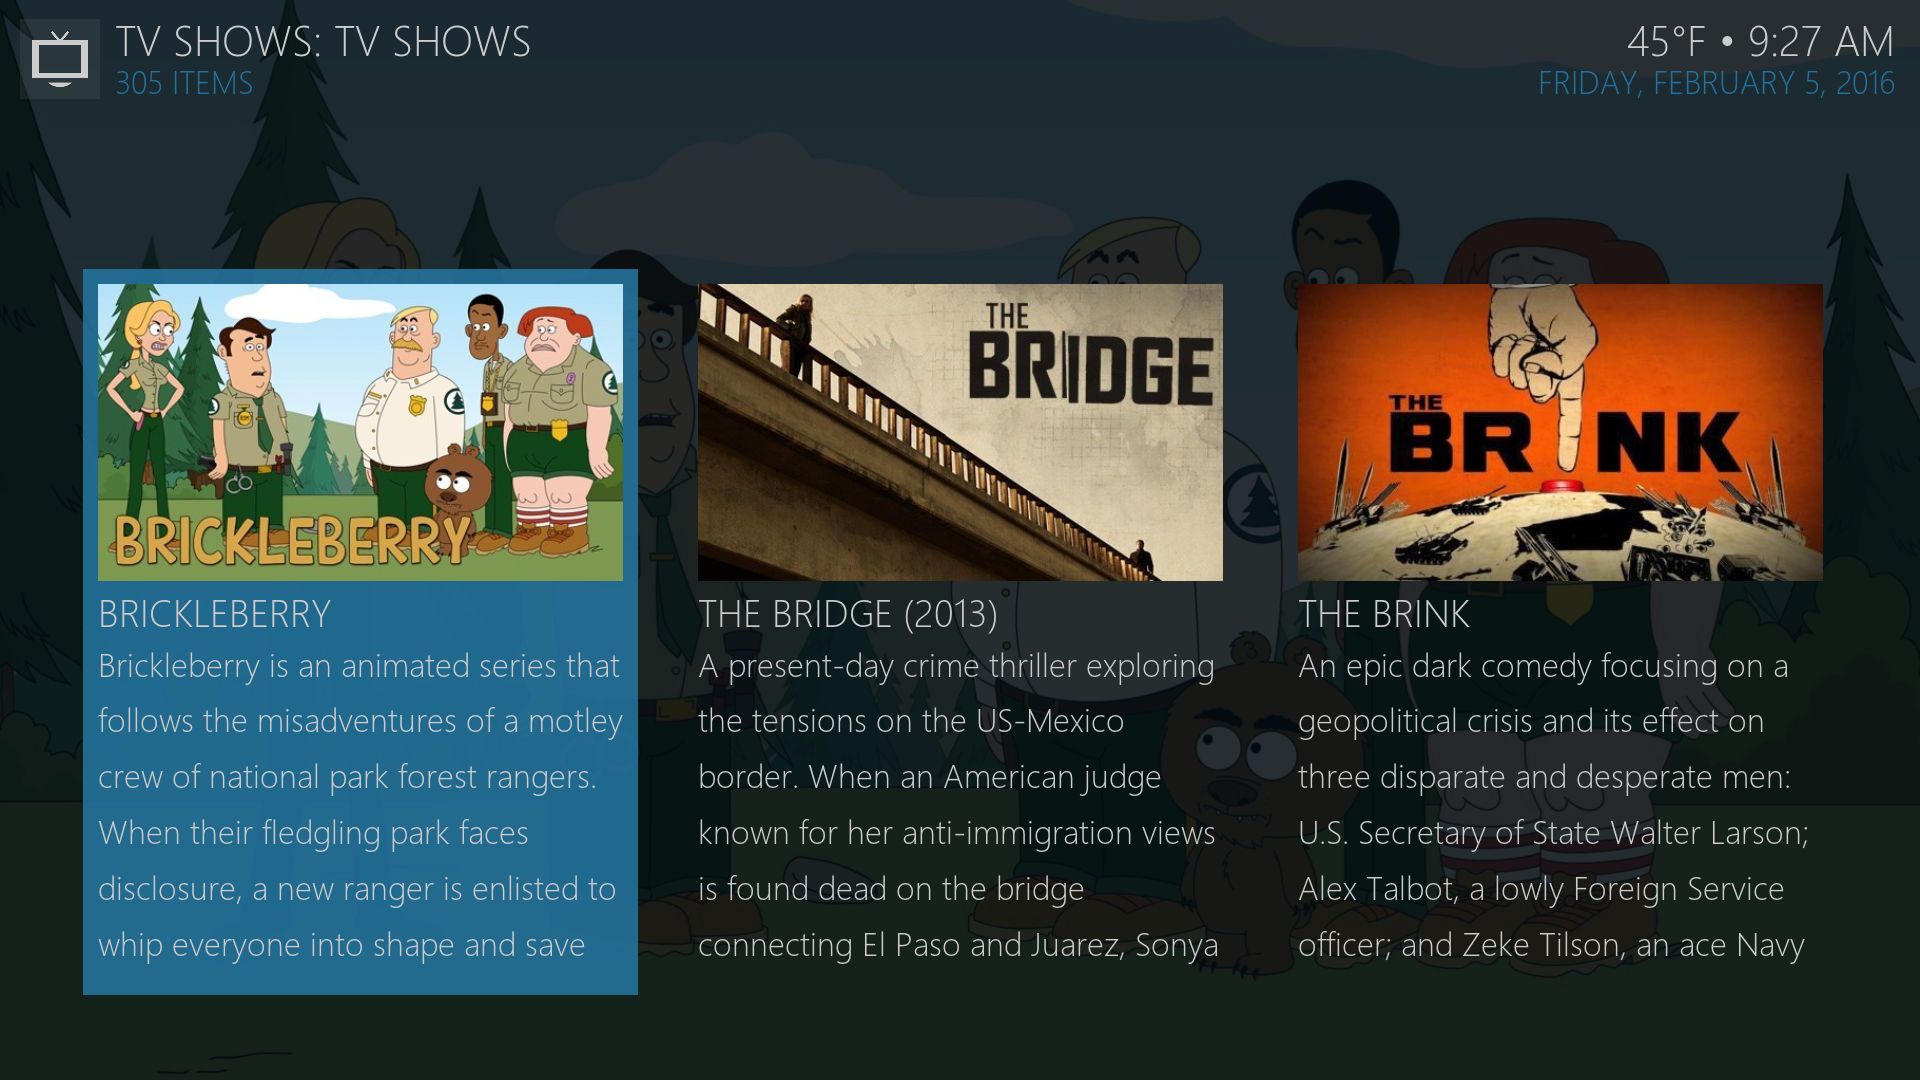 TV SHOWS: TV SHOWS
305 ITEMS
45°F • 9:27 AM
FRIDAY, FEBRUARY 5, 2016
BRICKLEBERRY
BRICKLEBERRY
Brickleberry is an animated series that
follows the misadventures of a motley
crew of national park forest rangers.
When their fledgling park faces
disclosure, a new ranger is enlisted to
whip everyone into shape and save
THE
BRIDGE
THE BRIDGE (2013)
A present-day crime thriller exploring
the tensions on the US-Mexico
border. When an American judge
known for her anti-immigration views
is found dead on the bridge
connecting El Paso and Juarez, Sonya
THE
BR NK
THE BRINK
An epic dark comedy focusing on a
geopolitical crisis and its effect on
three disparate and desperate men:
U.S. Secretary of State Walter Larson;
Alex Talbot, a lowly Foreign Service
officer; and Zeke Tilson, an ace Navy